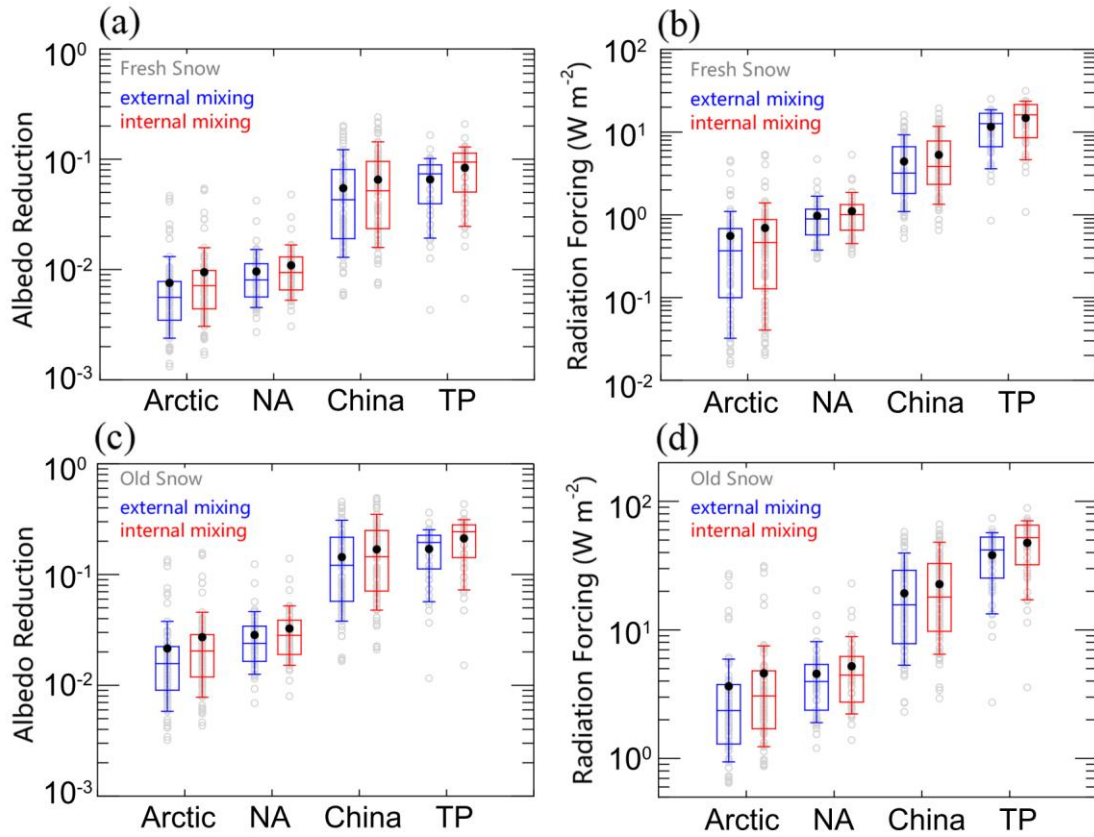 (a)
10^0
10^-1
10^-2
10^-3
Albedo Reduction
Fresh Snow
external mixing
internal mixing
Arctic NA China TP
(b)
10^2
10^1
10^0
10^-1
10^-2
Radiation Forcing (W m^-2)
Fresh Snow
external mixing
internal mixing
Arctic NA China TP
(c)
10^0
10^-1
10^-2
10^-3
Albedo Reduction
Old Snow
external mixing
internal mixing
Arctic NA China TP
(d)
10^2
10^1
10^0
Radiation Forcing (W m^-2)
Old Snow
external mixing
internal mixing
Arctic NA China TP